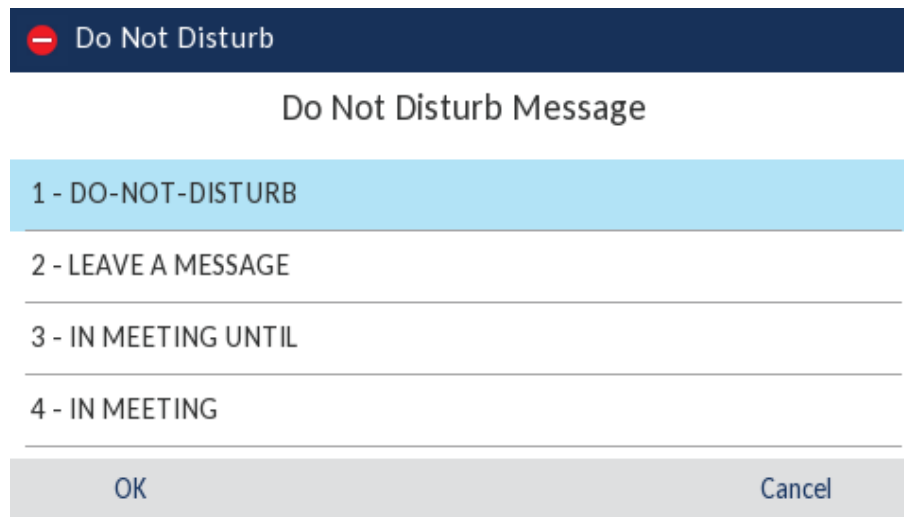 Do Not Disturb
Do Not Disturb Message
1 - DO-NOT-DISTURB
2 - LEAVE A MESSAGE
3 - IN MEETING UNTIL
4 - IN MEETING
OK Cancel